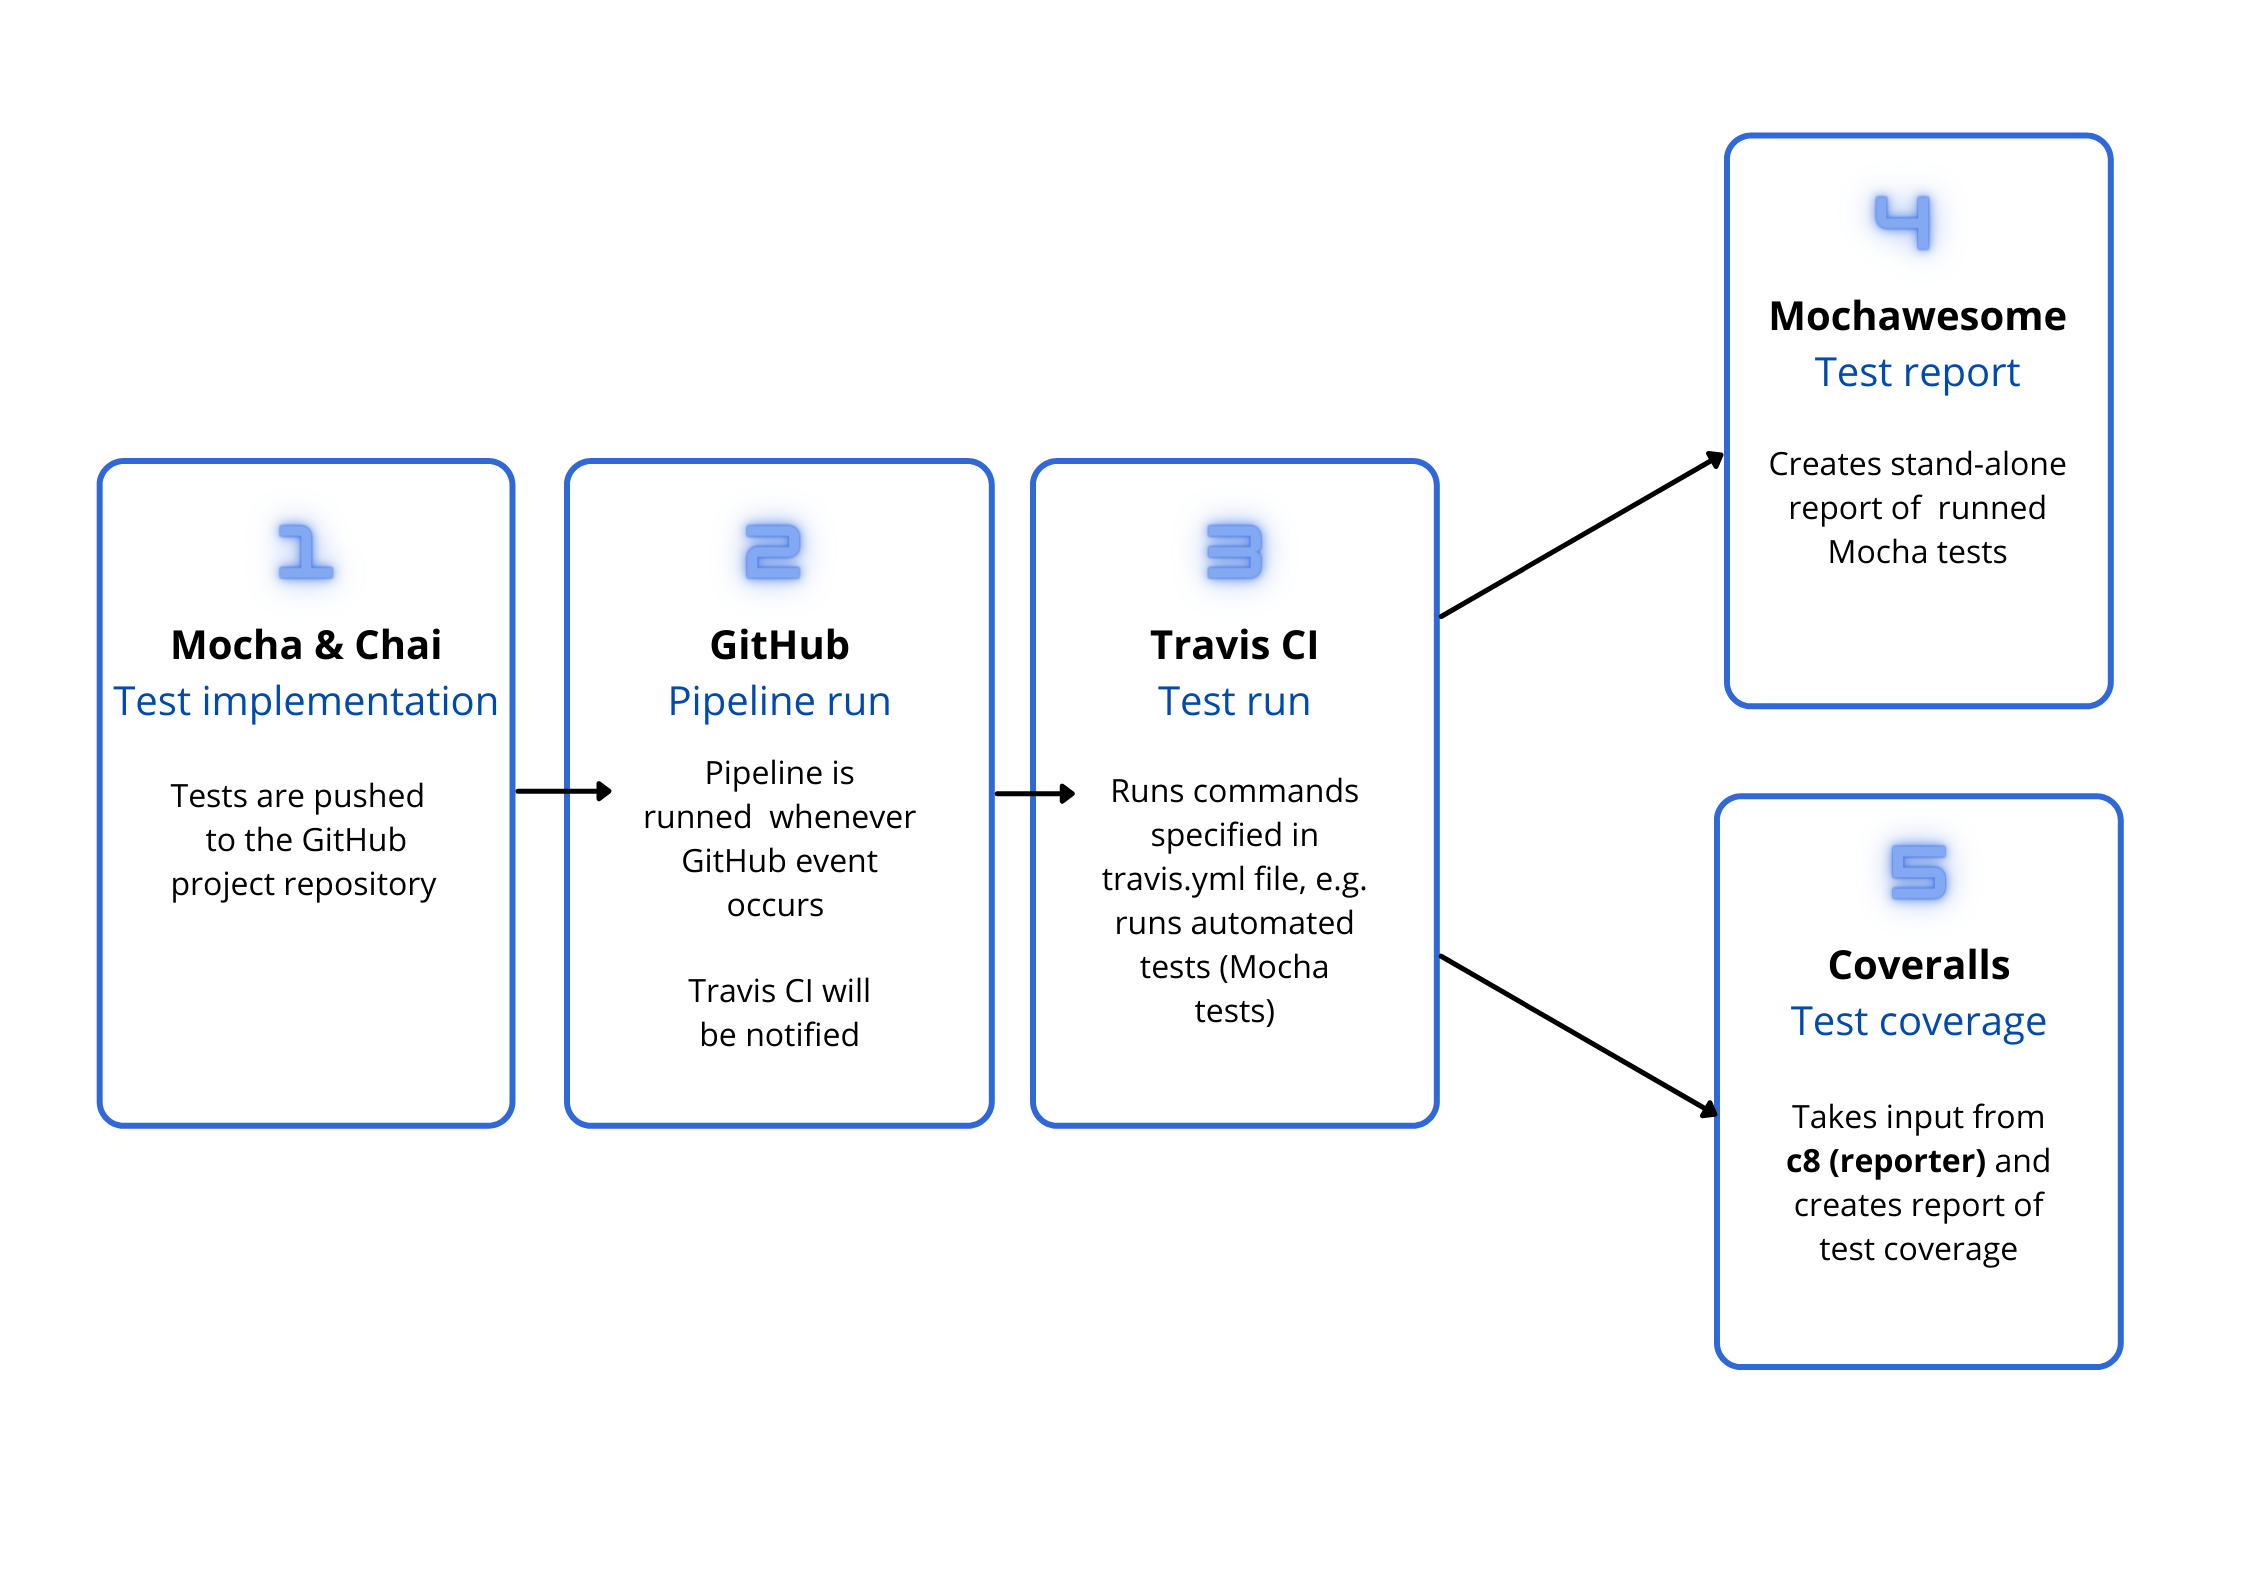 1
Mocha & Chai
Test implementation
Tests are pushed
to the GitHub
project repository
2
GitHub
Pipeline run
Pipeline is
runned  whenever
GitHub event
occurs
Travis CI will
be notified
3
Travis CI
Test run
Runs commands
specified in
travis.yml file, e.g.
runs automated
tests (Mocha
tests)
4
Mochawesome
Test report
Creates stand-alone
report of  runned
Mocha tests
5
Coveralls
Test coverage
Takes input from
c8 (reporter) and
creates report of
test coverage